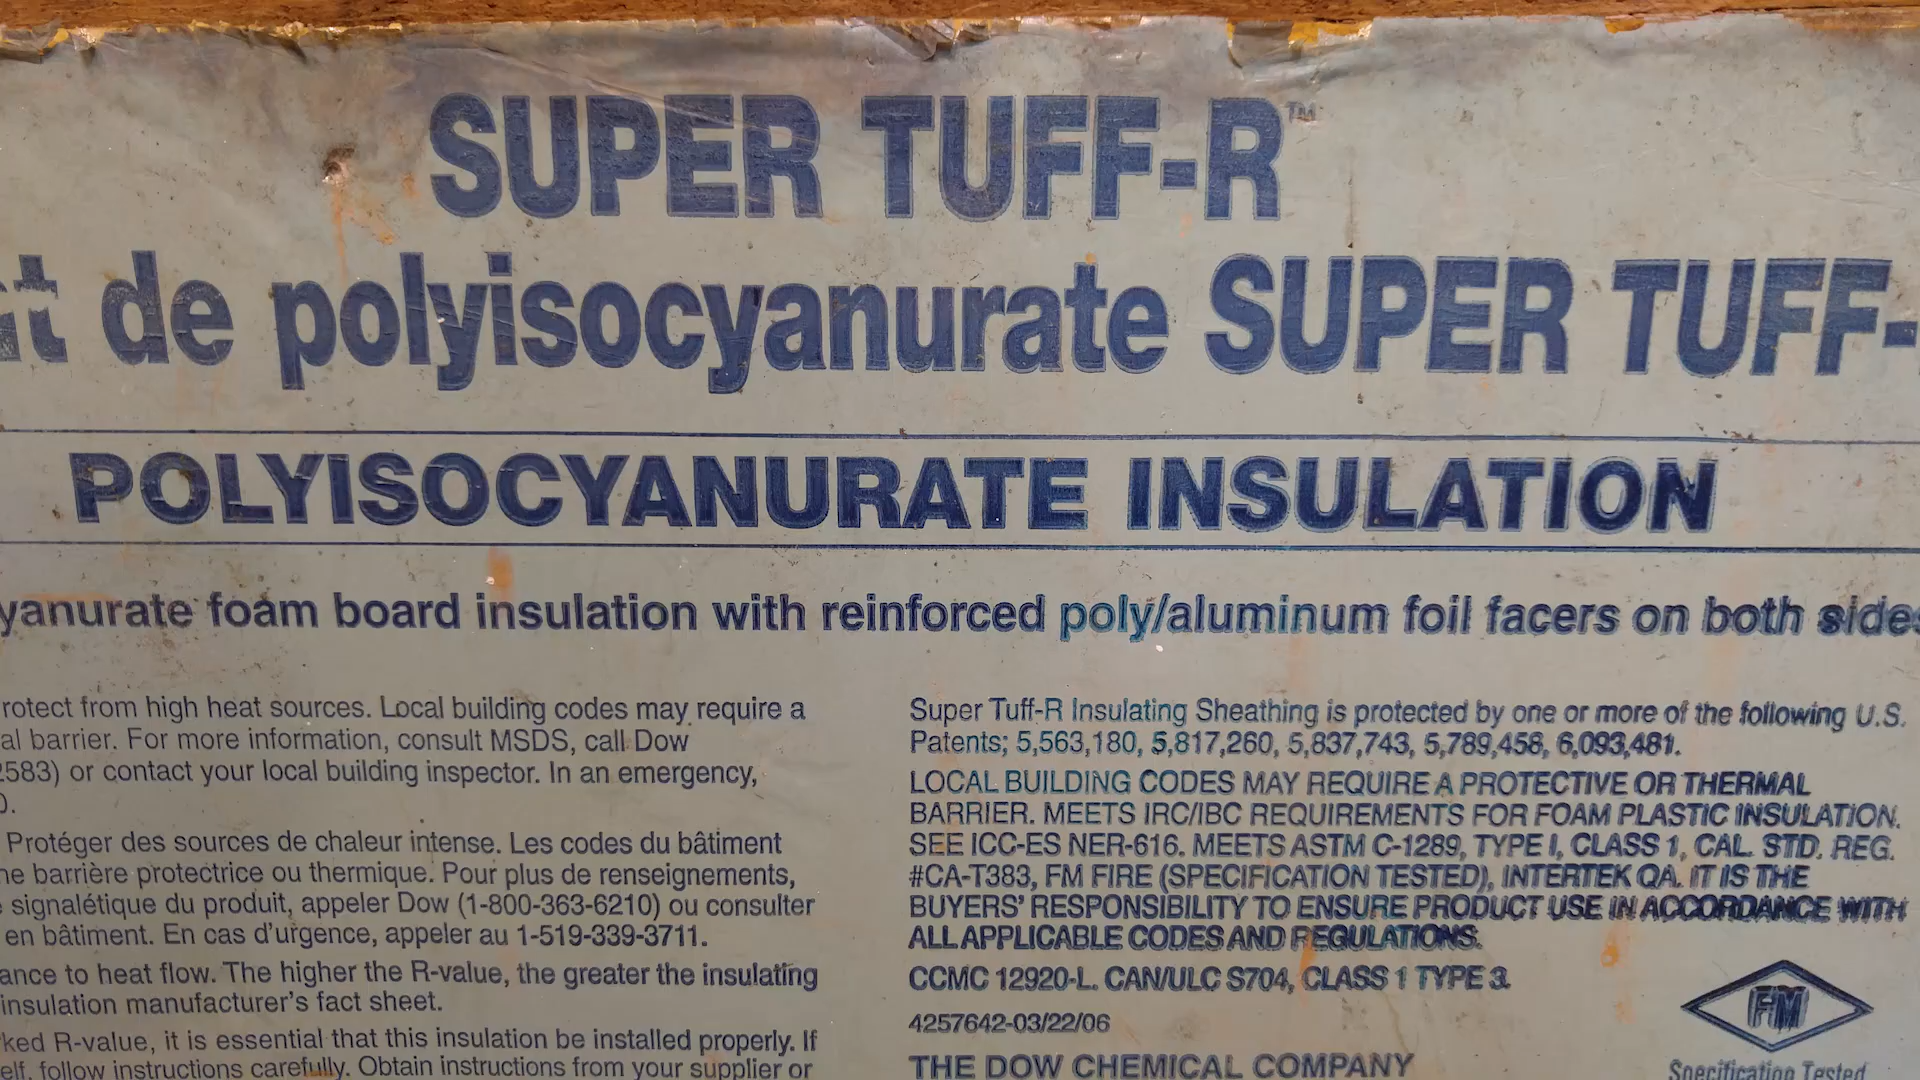 SUPER TUFF-R™
de polyisocyanurate SUPER TUFF-
POLYISOCYANURATE INSULATION
yanurate foam board insulation with reinforced poly/aluminum foil facers on both sides
rotect from high heat sources. Local building codes may require a
al barrier. For more information, consult MSDS, call Dow
2583) or contact your local building inspector. In an emergency,
).
Protéger des sources de chaleur intense. Les codes du bâtiment
ne barrière protectrice ou thermique. Pour plus de renseignements,
signalétique du produit, appeler Dow (1-800-363-6210) ou consulter
en bâtiment. En cas d'urgence, appeler au 1-519-339-3711.
ance to heat flow. The higher the R-value, the greater the insulating
insulation manufacturer's fact sheet.
ked R-value, it is essential that this insulation be installed properly. If
elf, follow instructions carefully. Obtain instructions from your supplier or
Super Tuff-R Insulating Sheathing is protected by one or more of the following U.S.
Patents; 5,563,180, 5,817,260, 5,837,743, 5,789,458, 6,093,481.
LOCAL BUILDING CODES MAY REQUIRE A PROTECTIVE OR THERMAL
BARRIER. MEETS IRC/IBC REQUIREMENTS FOR FOAM PLASTIC INSULATION.
SEE ICC-ES NER-616. MEETS ASTM C-1289, TYPE I, CLASS 1, CAL. STD. REG.
#CA-T383, FM FIRE (SPECIFICATION TESTED), INTERTEK QA. IT IS THE
BUYERS' RESPONSIBILITY TO ENSURE PRODUCT USE IN ACCORDANCE WITH
ALL APPLICABLE CODES AND REGULATIONS.
CCMC 12920-L. CAN/ULC S704, CLASS 1 TYPE 3.
4257642-03/22/06
THE DOW CHEMICAL COMPANY
FM
Specification Tested